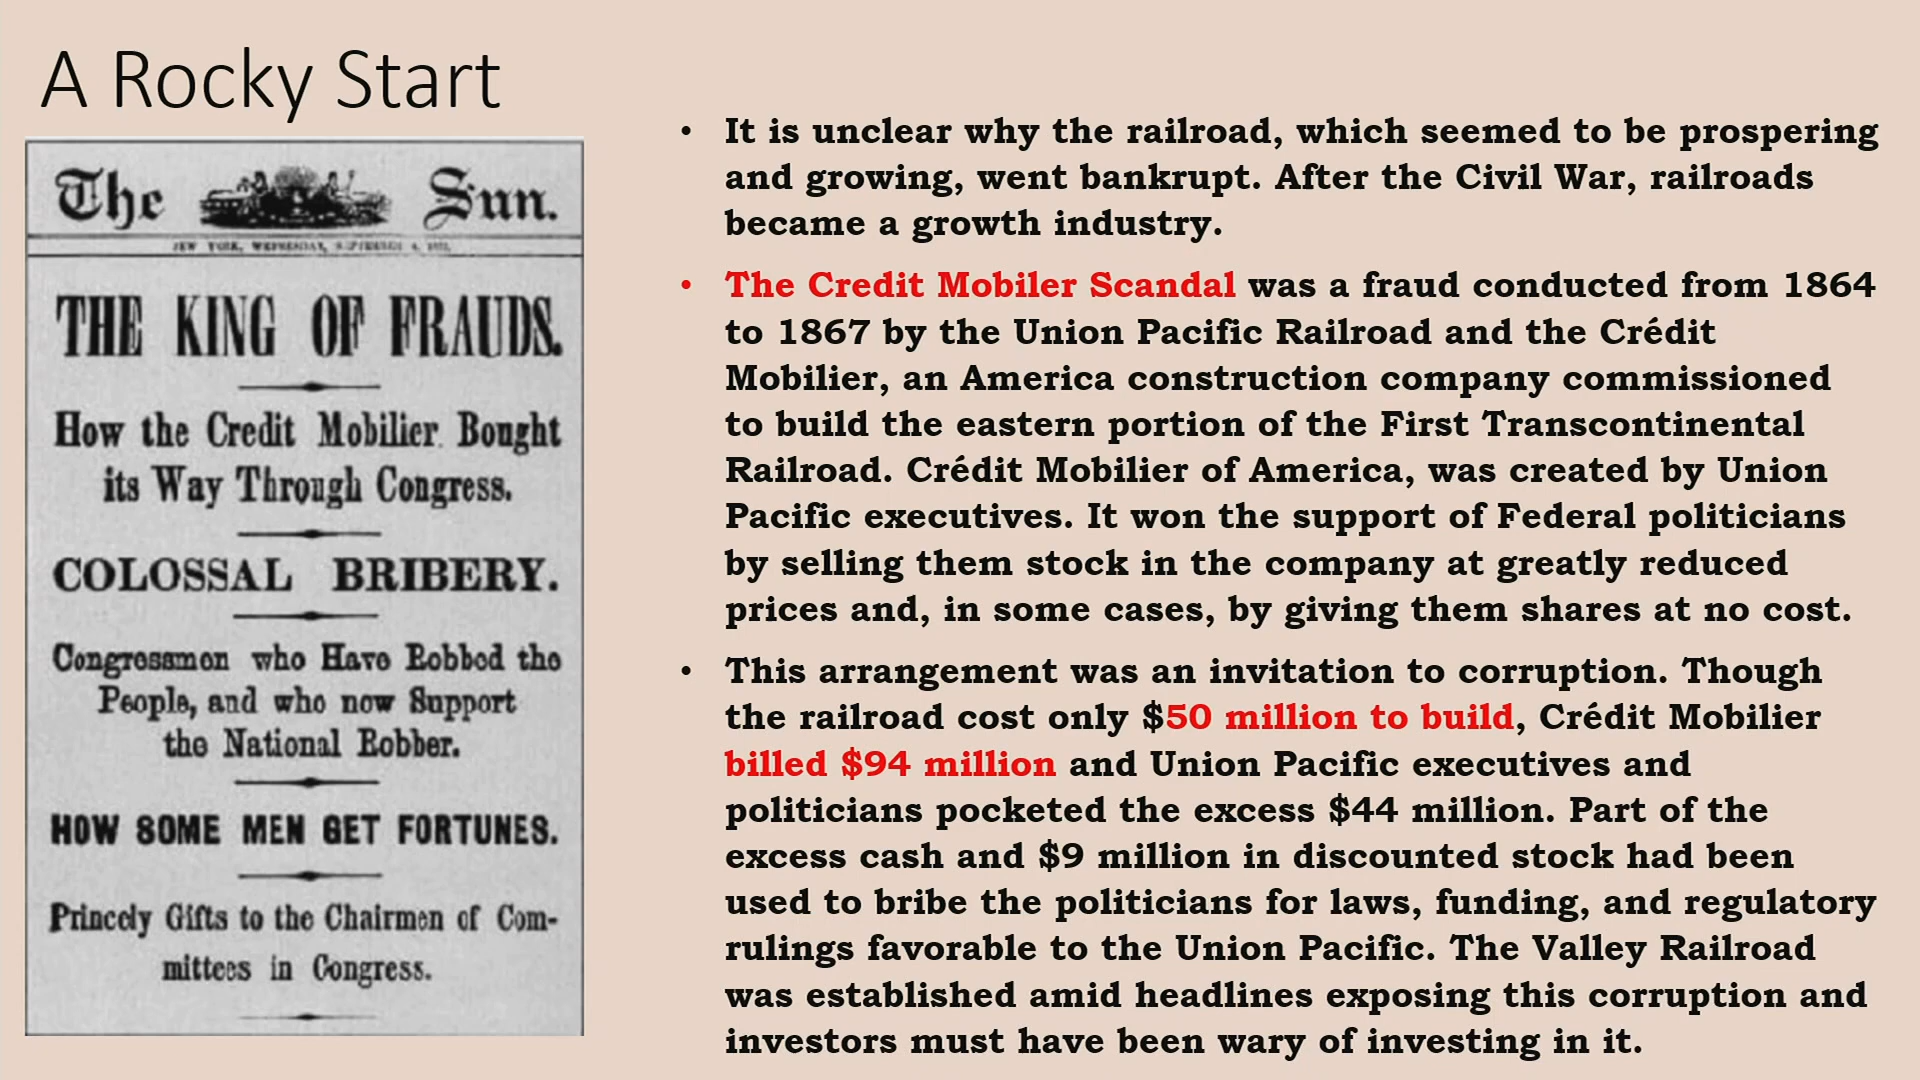 A Rocky Start
The Sun.
NEW YORK, WEDNESDAY, SEPTEMBER 4, 1872.
THE KING OF FRAUDS.
How the Credit Mobilier Bought
its Way Through Congress.
COLOSSAL BRIBERY.
Congressmen who Have Robbed the
People, and who now Support
the National Robber.
HOW SOME MEN GET FORTUNES.
Princely Gifts to the Chairmen of Com-
mittees in Congress.
• It is unclear why the railroad, which seemed to be prospering
and growing, went bankrupt. After the Civil War, railroads
became a growth industry.
• The Credit Mobiler Scandal was a fraud conducted from 1864
to 1867 by the Union Pacific Railroad and the Crédit
Mobilier, an America construction company commissioned
to build the eastern portion of the First Transcontinental
Railroad. Crédit Mobilier of America, was created by Union
Pacific executives. It won the support of Federal politicians
by selling them stock in the company at greatly reduced
prices and, in some cases, by giving them shares at no cost.
• This arrangement was an invitation to corruption. Though
the railroad cost only $50 million to build, Crédit Mobilier
billed $94 million and Union Pacific executives and
politicians pocketed the excess $44 million. Part of the
excess cash and $9 million in discounted stock had been
used to bribe the politicians for laws, funding, and regulatory
rulings favorable to the Union Pacific. The Valley Railroad
was established amid headlines exposing this corruption and
investors must have been wary of investing in it.